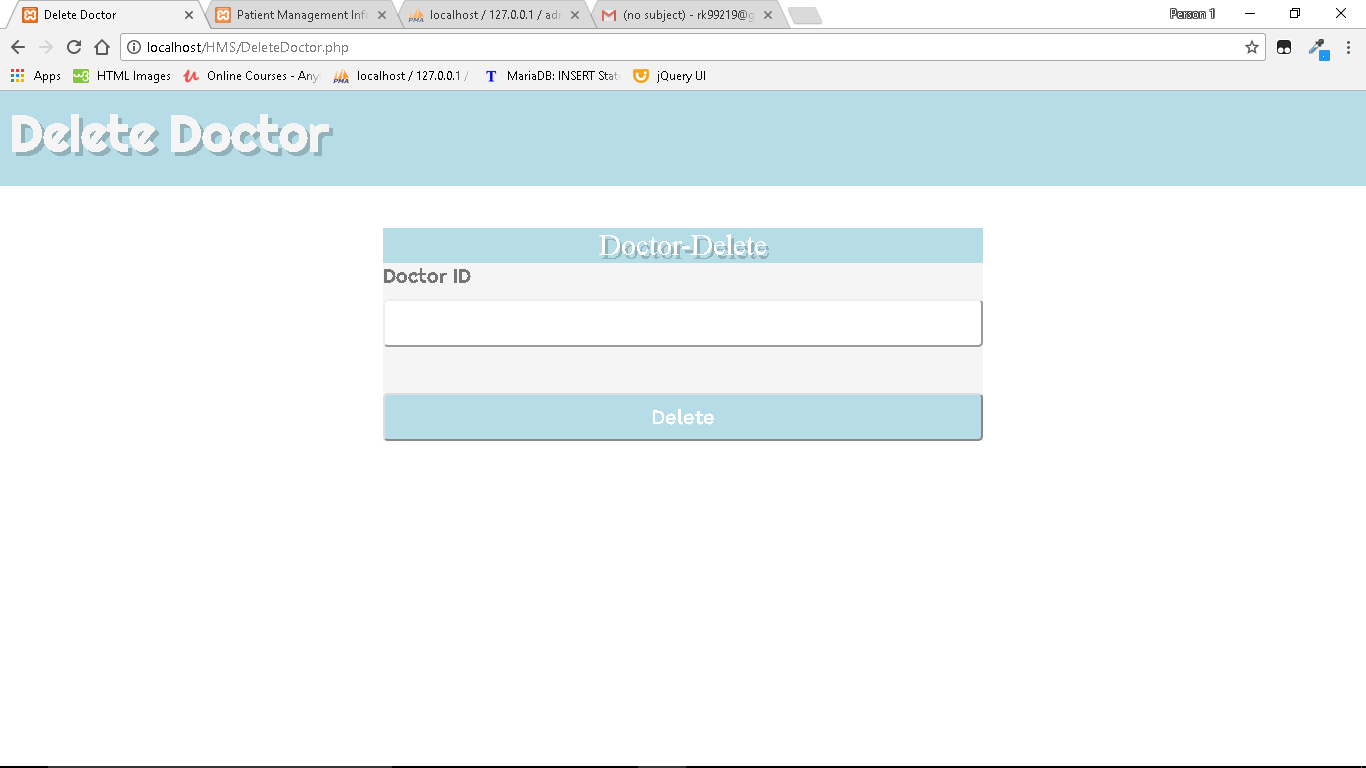 Delete Doctor
Patient Management Inf
localhost / 127.0.0.1 / adr
(no subject) - rk99219@g
Person 1
localhost/HMS/DeleteDoctor.php
Apps
HTML Images
Online Courses - Any
localhost / 127.0.0.1 /
MariaDB: INSERT Stat
jQuery UI
Delete Doctor
Doctor-Delete
Doctor ID
Delete